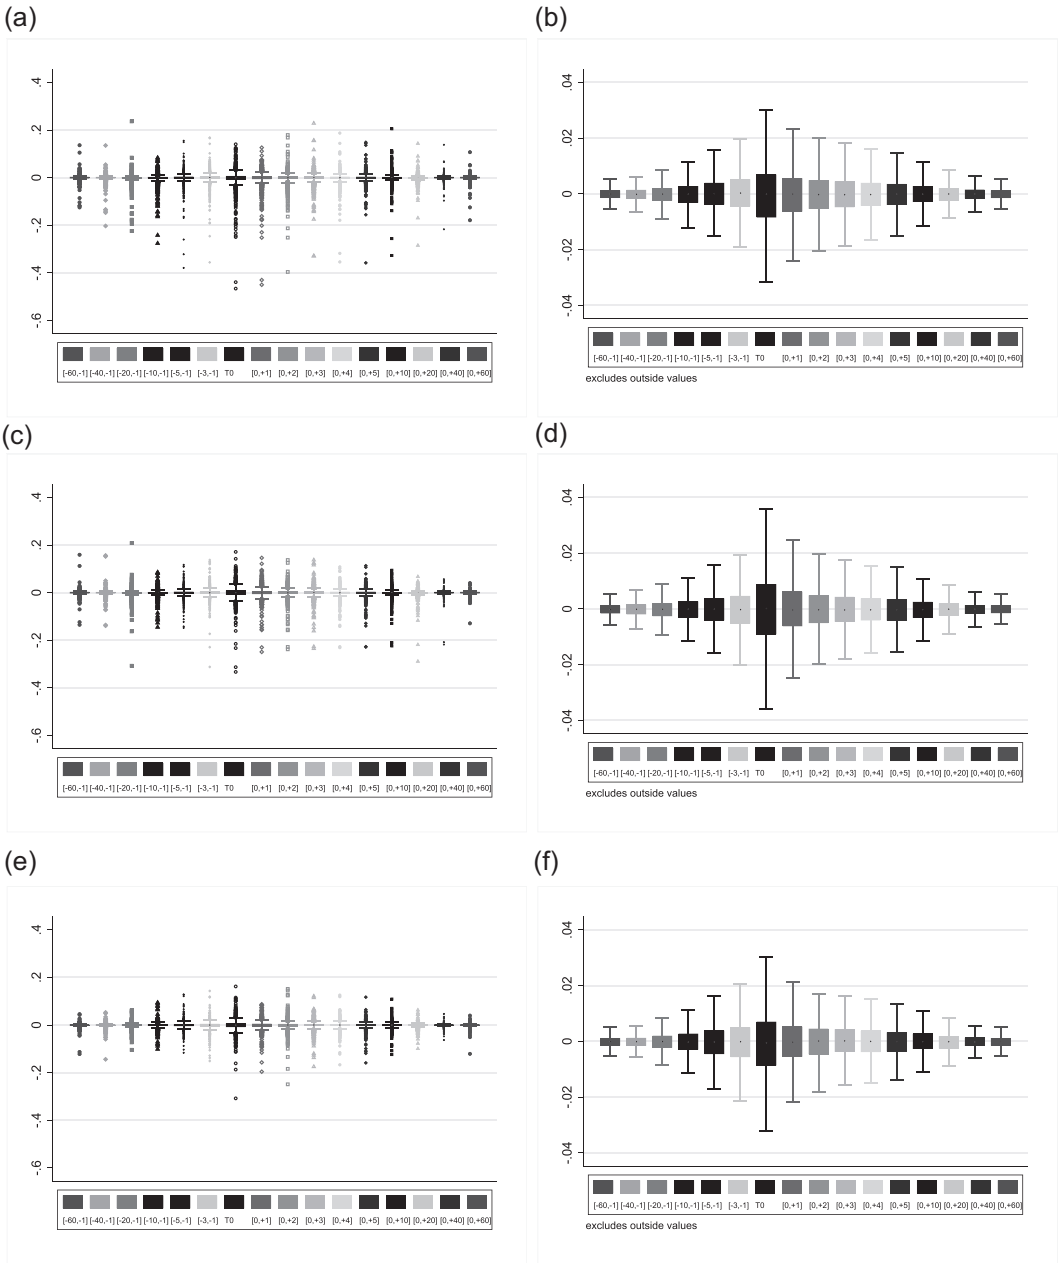 (a)
.4
.2
0
-.2
-.4
-.6
[-60,-1] [-40,-1] [-20,-1] [-10,-1] [-5,-1] [-3,-1] T0 [0,+1] [0,+2] [0,+3] [0,+4] [0,+5] [0,+10] [0,+20] [0,+40] [0,+60]
(b)
.04
.02
0
-.02
-.04
[-60,-1] [-40,-1] [-20,-1] [-10,-1] [-5,-1] [-3,-1] T0 [0,+1] [0,+2] [0,+3] [0,+4] [0,+5] [0,+10] [0,+20] [0,+40] [0,+60]
excludes outside values
(c)
.4
.2
0
-.2
-.4
-.6
[-60,-1] [-40,-1] [-20,-1] [-10,-1] [-5,-1] [-3,-1] T0 [0,+1] [0,+2] [0,+3] [0,+4] [0,+5] [0,+10] [0,+20] [0,+40] [0,+60]
(d)
.04
.02
0
-.02
-.04
[-60,-1] [-40,-1] [-20,-1] [-10,-1] [-5,-1] [-3,-1] T0 [0,+1] [0,+2] [0,+3] [0,+4] [0,+5] [0,+10] [0,+20] [0,+40] [0,+60]
excludes outside values
(e)
.4
.2
0
-.2
-.4
-.6
[-60,-1] [-40,-1] [-20,-1] [-10,-1] [-5,-1] [-3,-1] T0 [0,+1] [0,+2] [0,+3] [0,+4] [0,+5] [0,+10] [0,+20] [0,+40] [0,+60]
(f)
.04
.02
0
-.02
-.04
[-60,-1] [-40,-1] [-20,-1] [-10,-1] [-5,-1] [-3,-1] T0 [0,+1] [0,+2] [0,+3] [0,+4] [0,+5] [0,+10] [0,+20] [0,+40] [0,+60]
excludes outside values